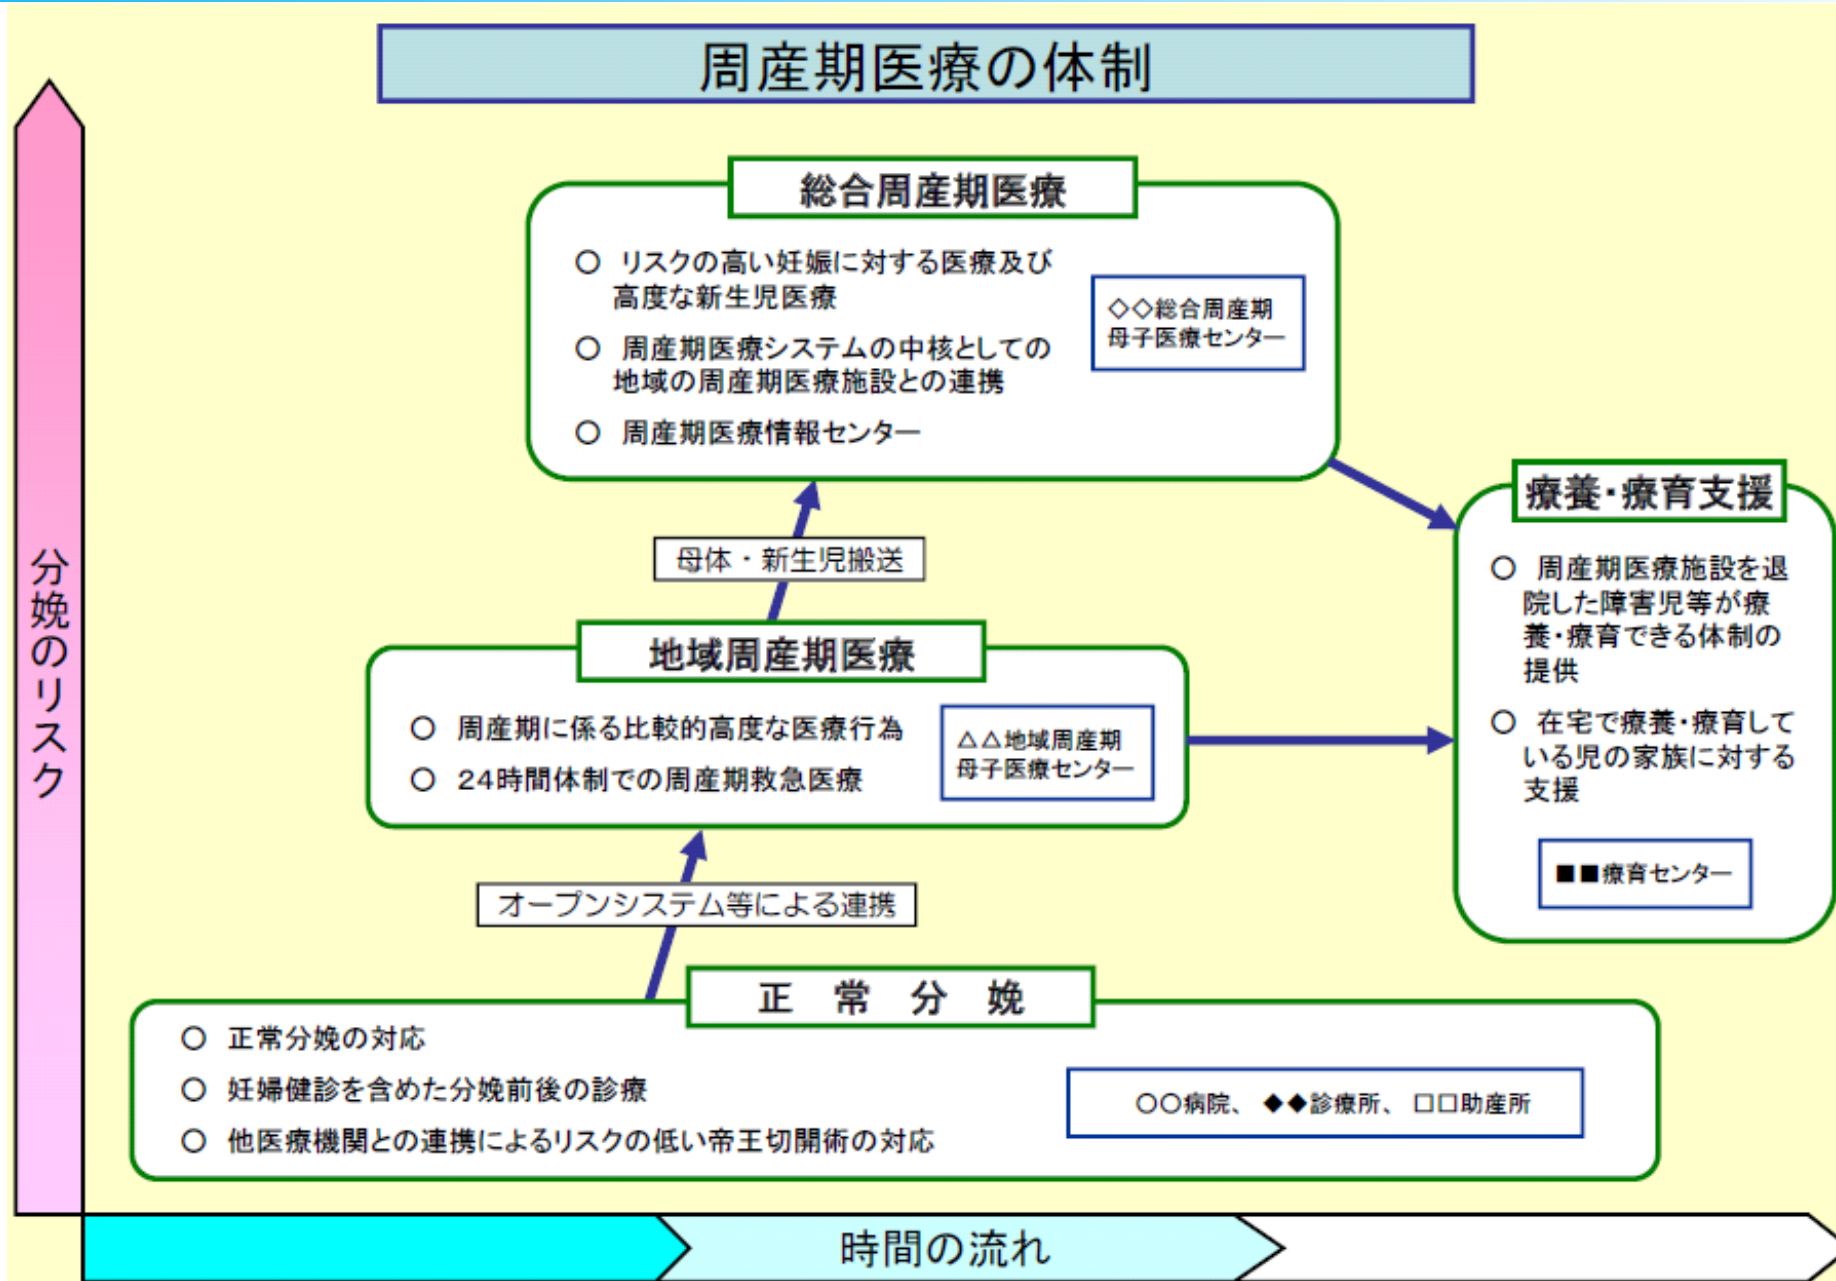 周産期医療の体制
分娩のリスク
総合周産期医療
○ リスクの高い妊娠に対する医療及び
高度な新生児医療
○ 周産期医療システムの中核としての
地域の周産期医療施設との連携
○ 周産期医療情報センター
◇◇総合周産期
母子医療センター
母体・新生児搬送
地域周産期医療
○ 周産期に係る比較的高度な医療行為
○ 24時間体制での周産期救急医療
△△地域周産期
母子医療センター
療養・療育支援
○ 周産期医療施設を退
院した障害児等が療
養・療育できる体制の
提供
○ 在宅で療養・療育して
いる児の家族に対する
支援
■■療育センター
オープンシステム等による連携
正 常 分 娩
○ 正常分娩の対応
○ 妊婦健診を含めた分娩前後の診療
○ 他医療機関との連携によるリスクの低い帝王切開術の対応
○○病院、 ◆◆診療所、 □□助産所
時間の流れ